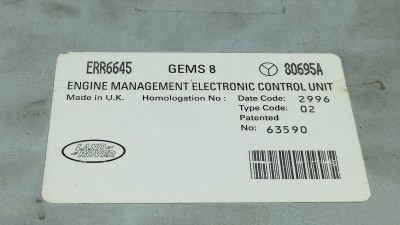 ERR6645 GEMS 8 80695A
ENGINE MANAGEMENT ELECTRONIC CONTROL UNIT
Made in U.K. Homologation No : Date Code: 2996
Type Code: 02
Patented
No: 63590
LAND
ROVER